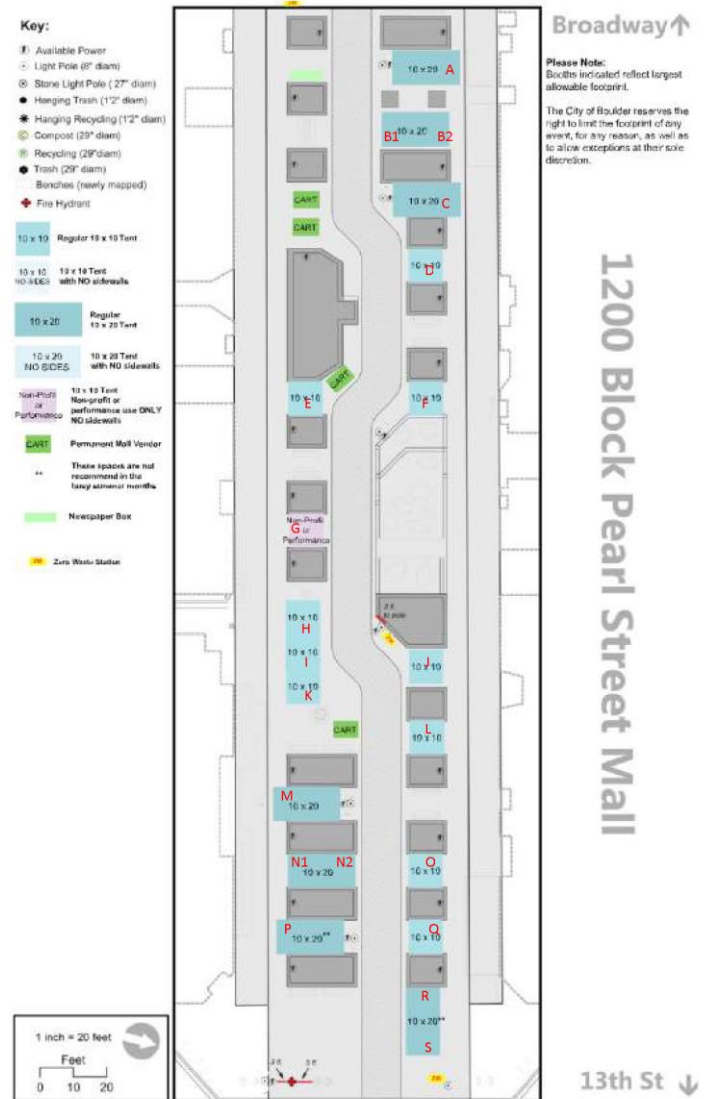 Key:
Available Power
Light Pole (8" diam)
Stone Light Pole ( 27" diam)
Hanging Trash (1'2" diam)
Hanging Recycling (1'2" diam)
Compost (29" diam)
Recycling (29"diam)
Trash (29" diam)
Benches (newly mapped)
Fire Hydrant
10 x 10 Regular 10 x 10 Tent
10 x 10
NO SIDES
10 x 10 Tent
with NO sidewalls
10 x 20
Regular
10 x 20 Tent
10 x 20
NO SIDES
10 x 20 Tent
with NO sidewalls
Non-Profit
or
Performance
10 x 10 Tent
Non-profit or
performance use ONLY
NO sidewalls
CART Permanent Mall Vendor
**
These spaces are not
recommend in the
busy summer months
Newspaper Box
ZW Zero Waste Station
1 inch = 20 feet
Feet
0 10 20
10 x 20 A
10 x 20
B1 B2
10 x 20 C
CART
CART
10 x 10
D
CART
10 x 10
E
10 x 10
F
Non-Profit
G or
Performance
10 x 10
H
10 x 10
I
10 x 10
K
to pole
ZW
J
10 x 10
L
10 x 10
CART
M
10 x 20
N1 N2
10 x 20
O
10 x 10
P
10 x 20**
Q
10 x 10
R
10 x 20**
S
ZW
Broadway
Please Note:
Booths indicated reflect largest
allowable footprint.
The City of Boulder reserves the
right to limit the footprint of any
event, for any reason, as well as
to allow exceptions at their sole
discretion.
1200 Block Pearl Street Mall
13th St